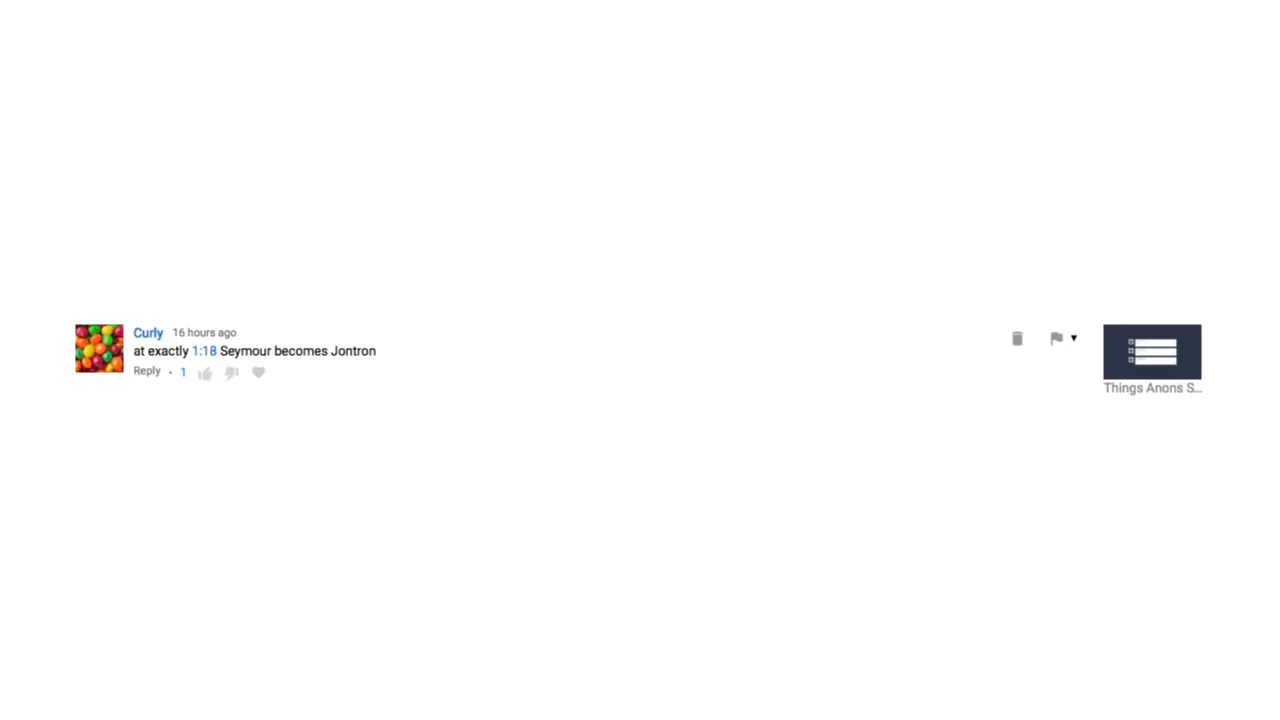 Curly 16 hours ago
at exactly 1:18 Seymour becomes Jontron
Reply · 1
Things Anons S...